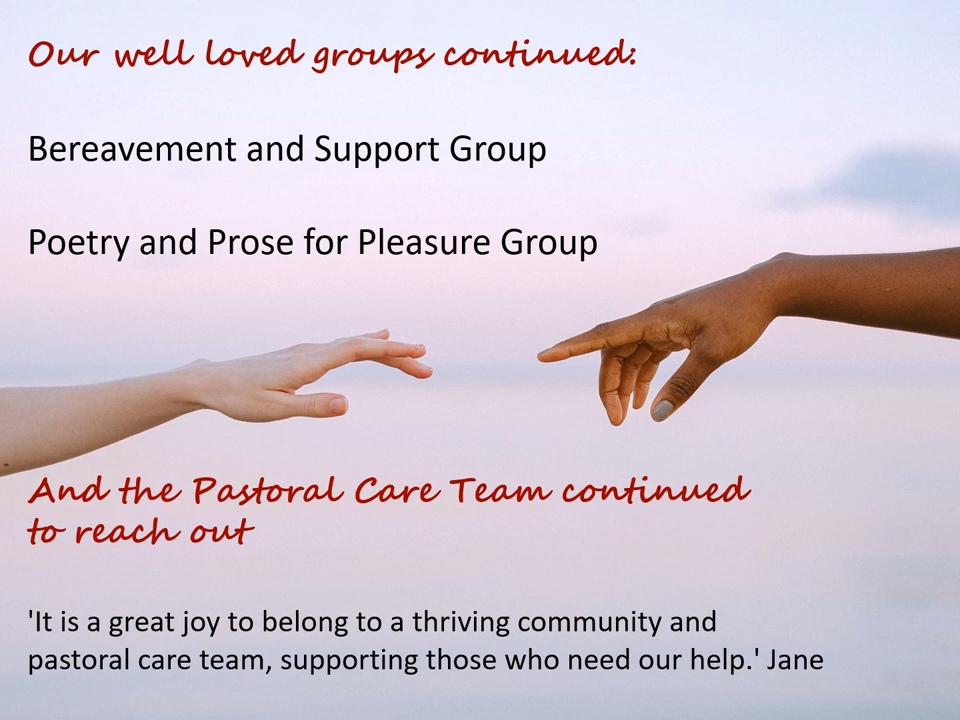 Our well loved groups continued:
Bereavement and Support Group
Poetry and Prose for Pleasure Group
And the Pastoral Care Team continued
to reach out
'It is a great joy to belong to a thriving community and
pastoral care team, supporting those who need our help.' Jane